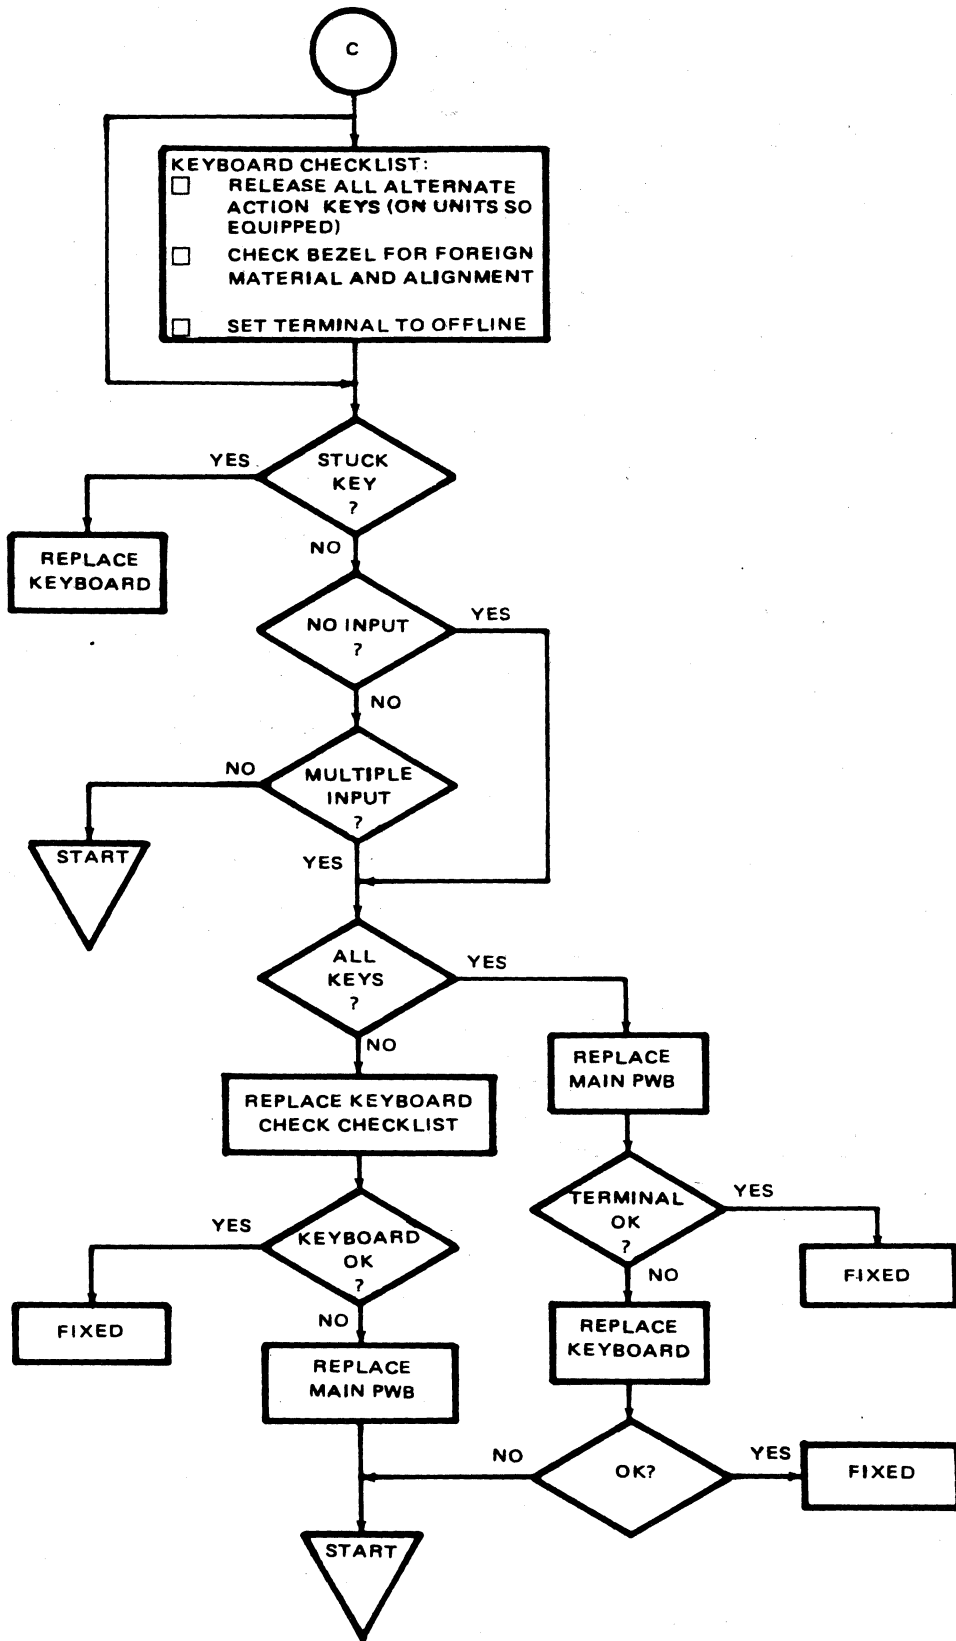 C
KEYBOARD CHECKLIST:
RELEASE ALL ALTERNATE
ACTION KEYS (ON UNITS SO
EQUIPPED)
CHECK BEZEL FOR FOREIGN
MATERIAL AND ALIGNMENT
SET TERMINAL TO OFFLINE
YES
STUCK
KEY
?
NO
REPLACE
KEYBOARD
NO INPUT
?
YES
NO
NO
MULTIPLE
INPUT
?
START
YES
ALL
KEYS
?
YES
NO
REPLACE
MAIN PWB
REPLACE KEYBOARD
CHECK CHECKLIST
TERMINAL
OK
?
YES
YES
KEYBOARD
OK
?
NO
FIXED
FIXED
NO
REPLACE
KEYBOARD
REPLACE
MAIN PWB
NO
OK?
YES
FIXED
START